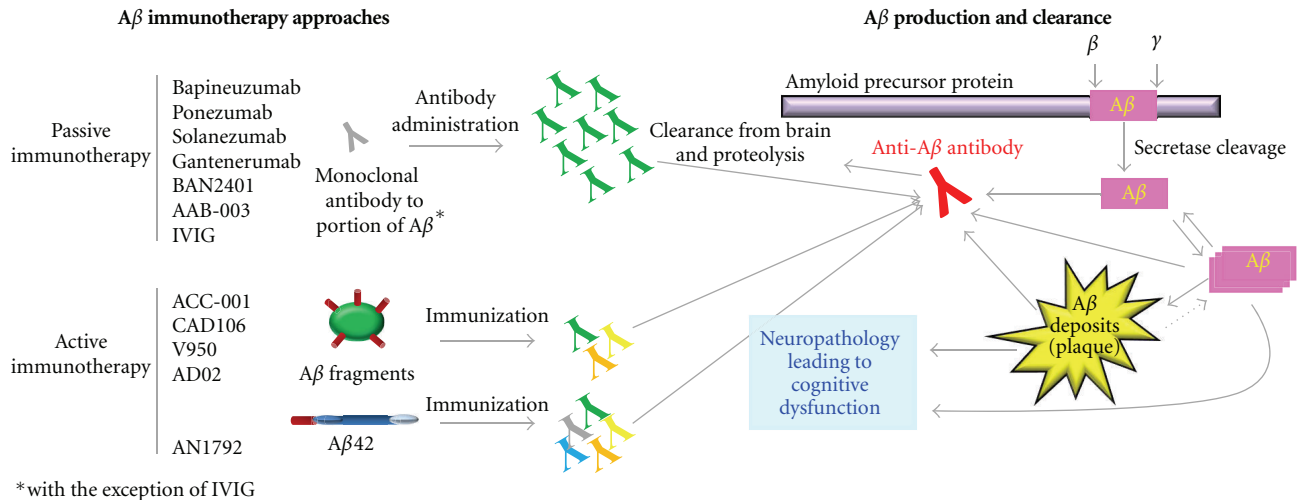 Aβ immunotherapy approaches
Passive
immunotherapy
Bapineuzumab
Ponezumab
Solanezumab
Gantenerumab
BAN2401
AAB-003
IVIG
Monoclonal
antibody to
portion of Aβ*
Antibody
administration
Active
immunotherapy
ACC-001
CAD106
V950
AD02
AN1792
Aβ fragments
Immunization
Aβ42
Immunization
*with the exception of IVIG
Aβ production and clearance
β
γ
Amyloid precursor protein
Aβ
Secretase cleavage
Clearance from brain
and proteolysis
Anti-Aβ antibody
Aβ
Aβ
Aβ
deposits
(plaque)
Neuropathology
leading to
cognitive
dysfunction